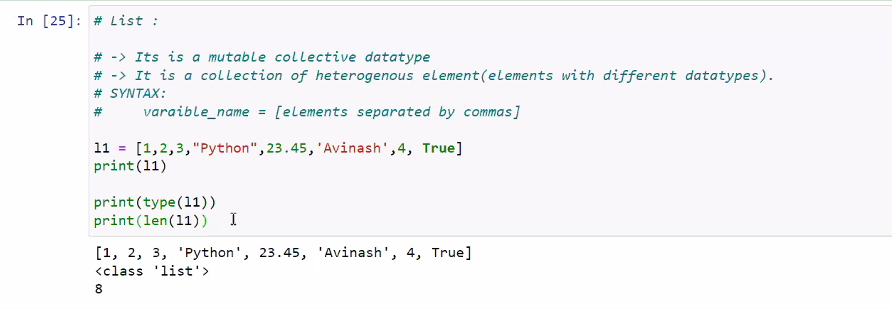 In [25]: # List :
# -> Its is a mutable collective datatype
# -> It is a collection of heterogenous element(elements with different datatypes).
# SYNTAX:
#     varaible_name = [elements separated by commas]
l1 = [1,2,3,"Python",23.45,'Avinash',4, True]
print(l1)
print(type(l1))
print(len(l1))
[1, 2, 3, 'Python', 23.45, 'Avinash', 4, True]
<class 'list'>
8